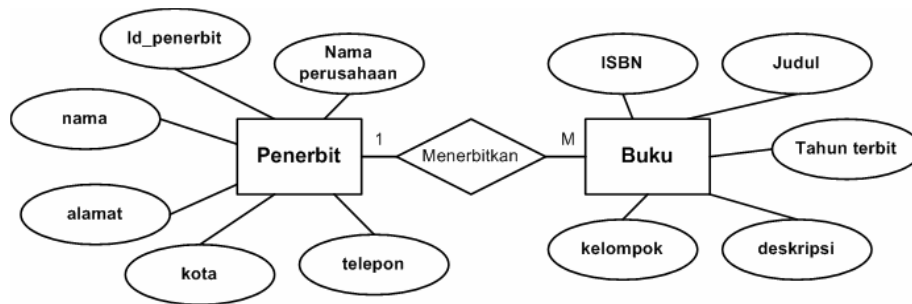 Id_penerbit
Nama
perusahaan
ISBN
Judul
nama
Penerbit
1
Menerbitkan
M
Buku
Tahun terbit
alamat
kota
telepon
kelompok
deskripsi